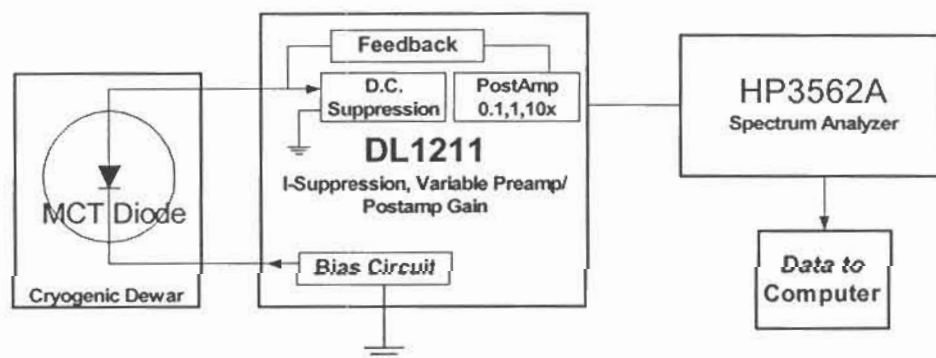 Feedback
D.C.
Suppression
PostAmp
0.1,1,10x
DL1211
I-Suppression, Variable Preamp/
Postamp Gain
Bias Circuit
MCT Diode
Cryogenic Dewar
HP3562A
Spectrum Analyzer
Data to
Computer